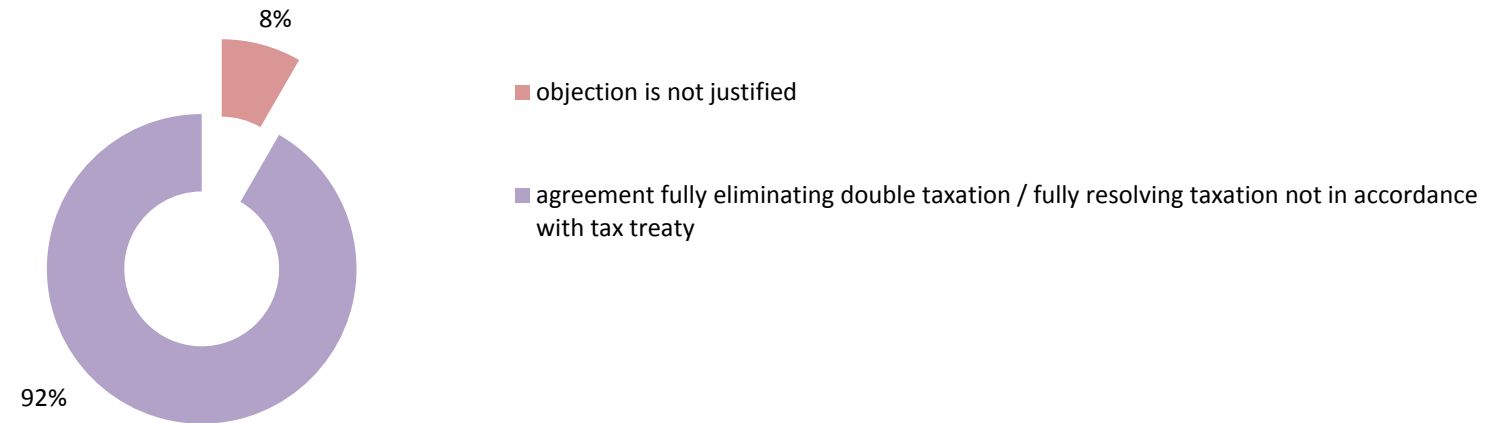 8%
objection is not justified
agreement fully eliminating double taxation / fully resolving taxation not in accordance
with tax treaty
92%